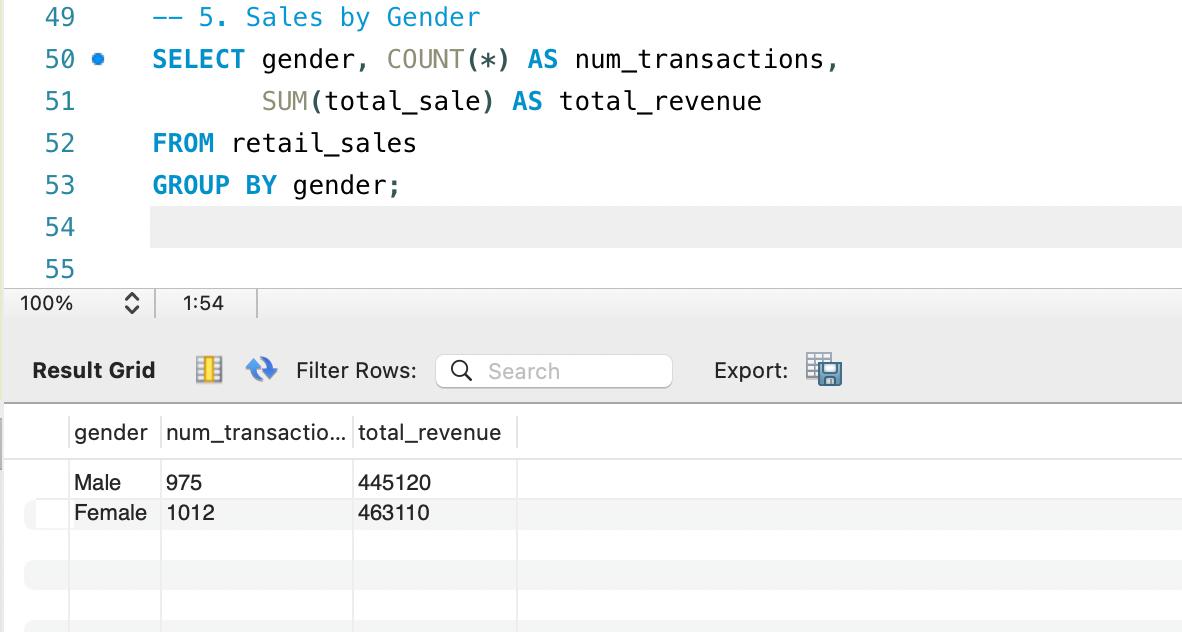 49 -- 5. Sales by Gender
50 SELECT gender, COUNT(*) AS num_transactions,
51 SUM(total_sale) AS total_revenue
52 FROM retail_sales
53 GROUP BY gender;
54
55
100% 1:54
Result Grid Filter Rows: Search Export:
gender num_transactio... total_revenue
Male 975 445120
Female 1012 463110